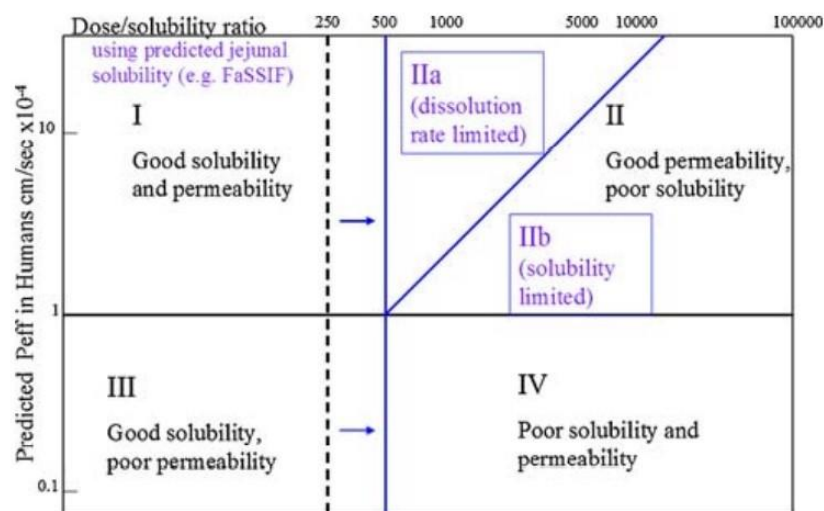 Dose/solubility ratio
250 500 1000 5000 10000 100000
using predicted jejunal
solubility (e.g. FaSSIF)
I
Good solubility
and permeability
IIa
(dissolution
rate limited)
II
Good permeability,
poor solubility
IIb
(solubility
limited)
III
Good solubility,
poor permeability
IV
Poor solubility and
permeability
Predicted Peff in Humans cm/sec x10-4
10
1
0.1